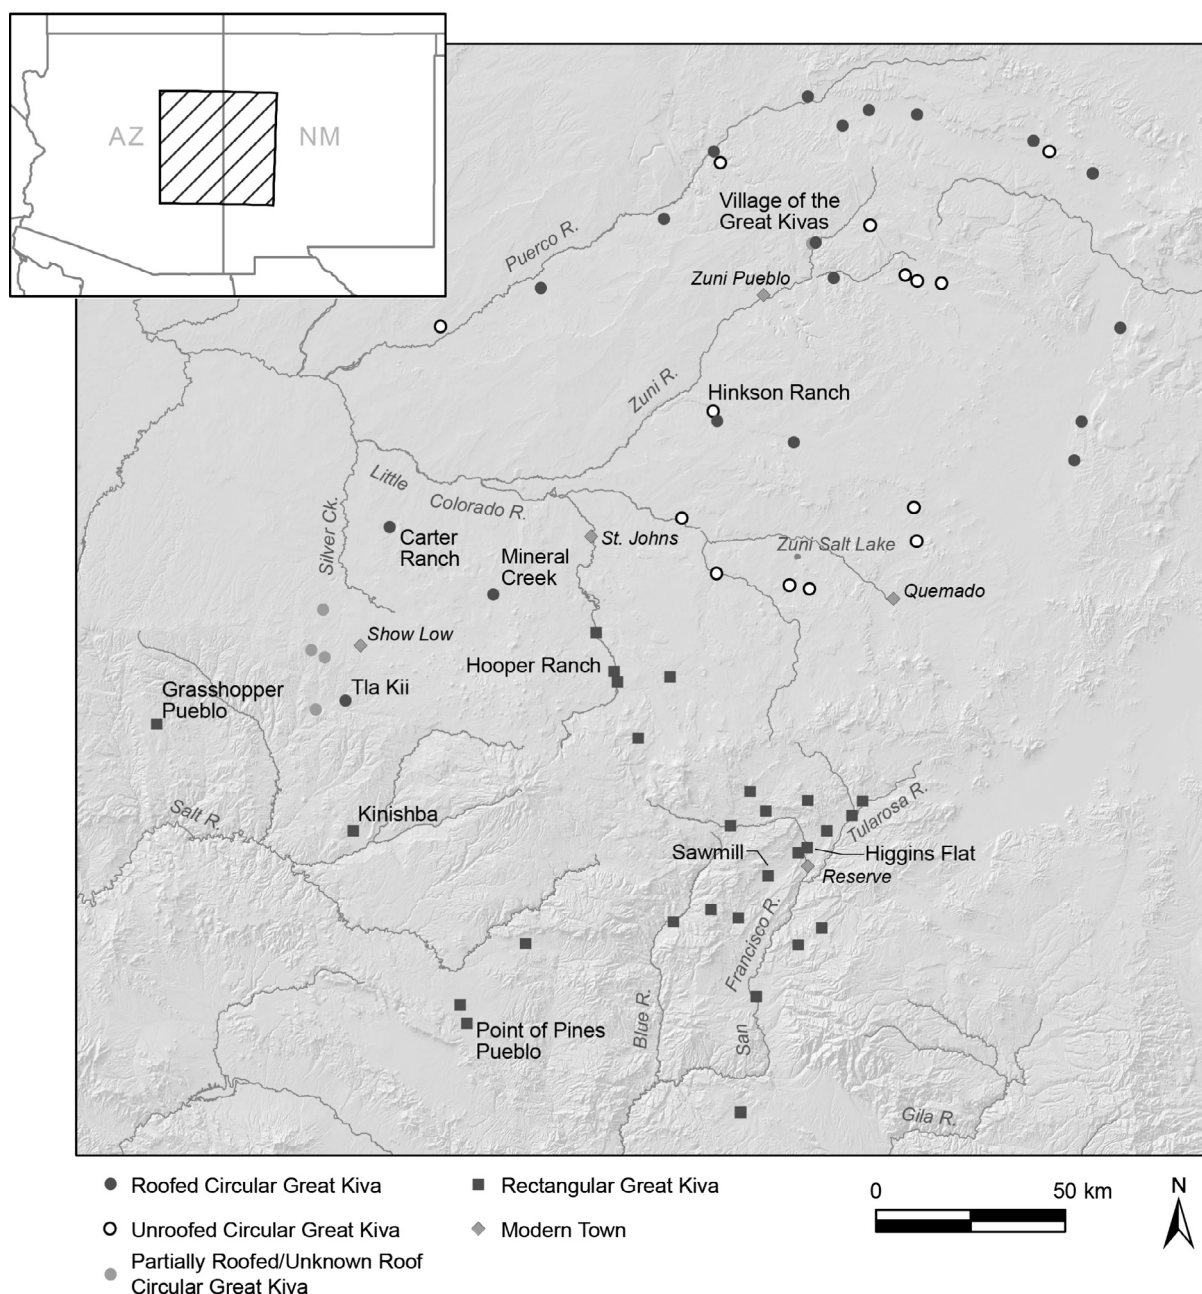 AZ
NM
Village of the
Great Kivas
Puerco R.
Zuni Pueblo
Zuni R.
Hinkson Ranch
Little
Colorado R.
Silver Ck.
Carter
Ranch
Mineral
Creek
St. Johns
Zuni Salt Lake
Quemado
Show Low
Hooper Ranch
Grasshopper
Pueblo
Tla Kii
Salt R.
Kinishba
Tularosa R.
Sawmill
Higgins Flat
Reserve
San
Francisco R.
Blue R.
Point of Pines
Pueblo
Gila R.
Roofed Circular Great Kiva
Rectangular Great Kiva
Unroofed Circular Great Kiva
Modern Town
Partially Roofed/Unknown Roof
Circular Great Kiva
0
50 km
N